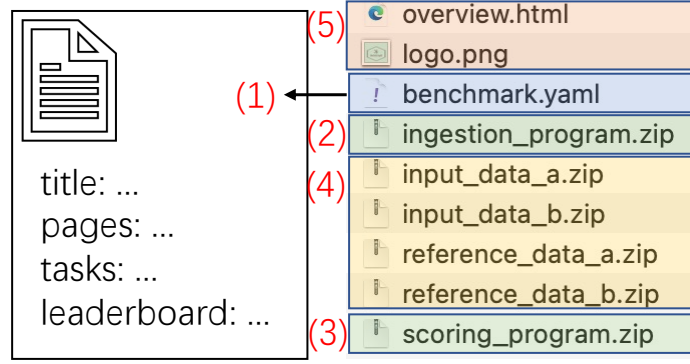 title: ...
pages: ...
tasks: ...
leaderboard: ...
(1)
(5)
overview.html
logo.png
! benchmark.yaml
(2) ingestion_program.zip
(4) input_data_a.zip
input_data_b.zip
reference_data_a.zip
reference_data_b.zip
(3) scoring_program.zip